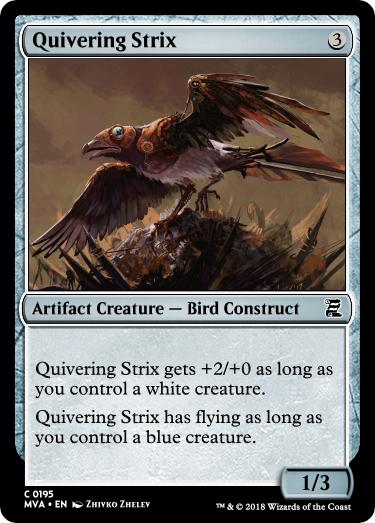 Quivering Strix 3
Artifact Creature — Bird Construct
Quivering Strix gets +2/+0 as long as
you control a white creature.
Quivering Strix has flying as long as
you control a blue creature.
1/3
C 0195
MVA • EN Zhivko Zhelev
™ & © 2018 Wizards of the Coast